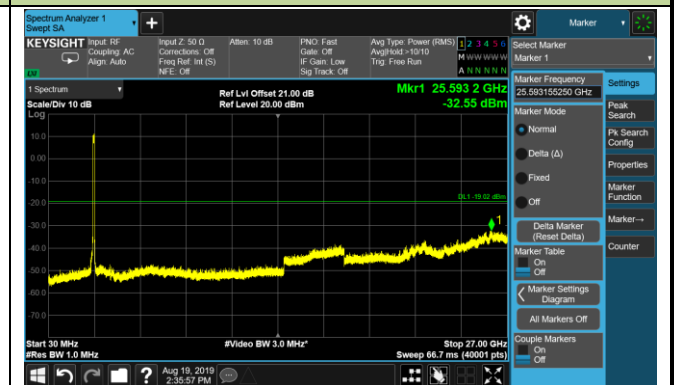 Spectrum Analyzer 1
Swept SA
+
Marker
KEYSIGHT
Input: RF
Coupling: AC
Align: Auto
Input Z: 50 Ω
Corrections: Off
Freq Ref: Int (S)
NFE: Off
Atten: 10 dB
PNO: Fast
Gate: Off
IF Gain: Low
Sig Track: Off
Avg Type: Power (RMS)
Avg|Hold:>10/10
Trig: Free Run
1 2 3 4 5 6
M W W W W W
A N N N N N
Select Marker
Marker 1
1 Spectrum
Scale/Div 10 dB
Log
Ref Lvl Offset 21.00 dB
Ref Level 20.00 dBm
Mkr1 25.593 2 GHz
-32.55 dBm
10.0
0.00
-10.0
-20.0
-30.0
-40.0
-50.0
-60.0
-70.0
DL1 -19.02 dBm
1
Start 30 MHz
#Res BW 1.0 MHz
#Video BW 3.0 MHz*
Stop 27.00 GHz
Sweep 66.7 ms (40001 pts)
Marker Frequency
25.593155250 GHz
Marker Mode
Normal
Delta (Δ)
Fixed
Off
Delta Marker
(Reset Delta)
Marker Table
On
Off
Marker Settings
Diagram
All Markers Off
Couple Markers
On
Off
Settings
Peak
Search
Pk Search
Config
Properties
Marker
Function
Marker→
Counter
?
Aug 19, 2019
2:35:57 PM